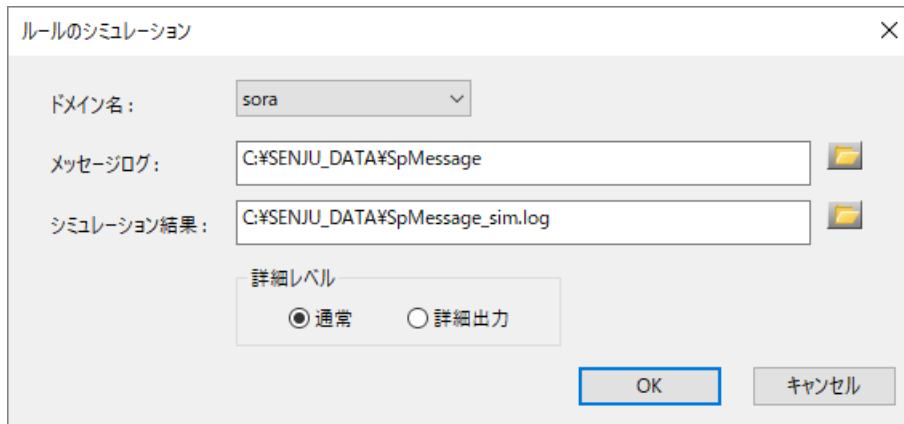 ルールのシミュレーション
ドメイン名: sora
メッセージログ: C:¥SENJU_DATA¥SpMessage
シミュレーション結果: C:¥SENJU_DATA¥SpMessage_sim.log
詳細レベル
通常 詳細出力
OK キャンセル